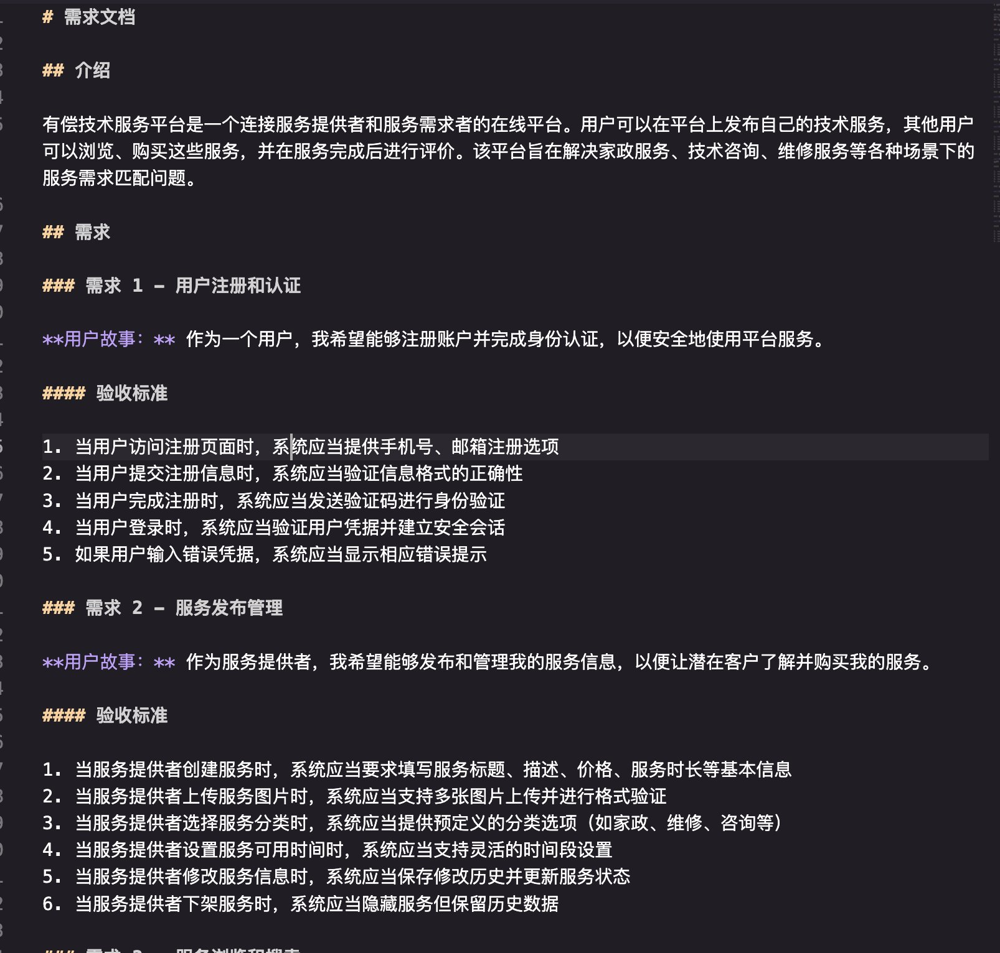 # 需求文档
## 介绍
有偿技术服务平台是一个连接服务提供者和服务需求者的在线平台。用户可以在平台上发布自己的技术服务，其他用户
可以浏览、购买这些服务，并在服务完成后进行评价。该平台旨在解决家政服务、技术咨询、维修服务等各种场景下的
服务需求匹配问题。
## 需求
### 需求 1 - 用户注册和认证
**用户故事：** 作为一个用户，我希望能够注册账户并完成身份认证，以便安全地使用平台服务。
#### 验收标准
1. 当用户访问注册页面时，系统应当提供手机号、邮箱注册选项
2. 当用户提交注册信息时，系统应当验证信息格式的正确性
3. 当用户完成注册时，系统应当发送验证码进行身份验证
4. 当用户登录时，系统应当验证用户凭据并建立安全会话
5. 如果用户输入错误凭据，系统应当显示相应错误提示
### 需求 2 - 服务发布管理
**用户故事：** 作为服务提供者，我希望能够发布和管理我的服务信息，以便让潜在客户了解并购买我的服务。
#### 验收标准
1. 当服务提供者创建服务时，系统应当要求填写服务标题、描述、价格、服务时长等基本信息
2. 当服务提供者上传服务图片时，系统应当支持多张图片上传并进行格式验证
3. 当服务提供者选择服务分类时，系统应当提供预定义的分类选项（如家政、维修、咨询等）
4. 当服务提供者设置服务可用时间时，系统应当支持灵活的时间段设置
5. 当服务提供者修改服务信息时，系统应当保存修改历史并更新服务状态
6. 当服务提供者下架服务时，系统应当隐藏服务但保留历史数据